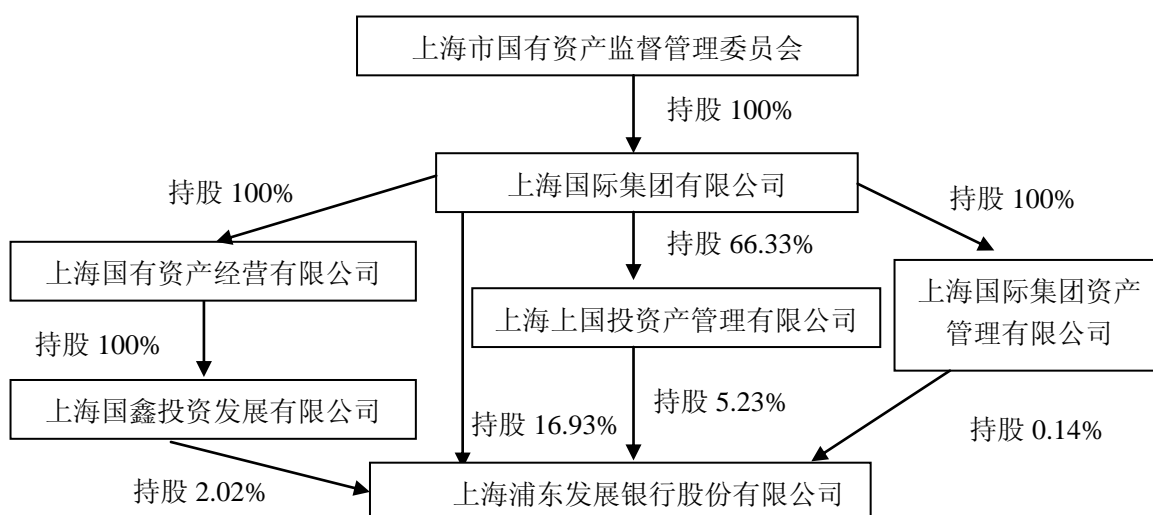 上海市国有资产监督管理委员会
持股 100%
上海国际集团有限公司
持股 100%
持股 100%
持股 66.33%
上海国有资产经营有限公司
上海国际集团资产
管理有限公司
上海上国投资产管理有限公司
持股 100%
上海国鑫投资发展有限公司
持股 5.23%
持股 16.93%
持股 0.14%
持股 2.02%
上海浦东发展银行股份有限公司